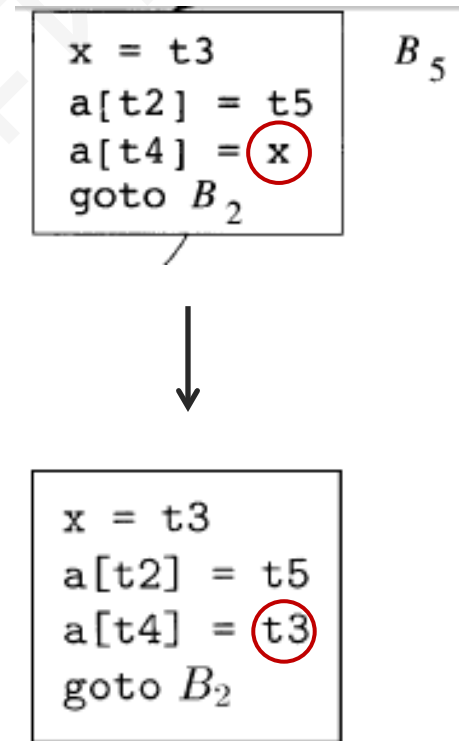 x = t3
B5
a[t2] = t5
a[t4] = x
goto B2
x = t3
a[t2] = t5
a[t4] = t3
goto B2